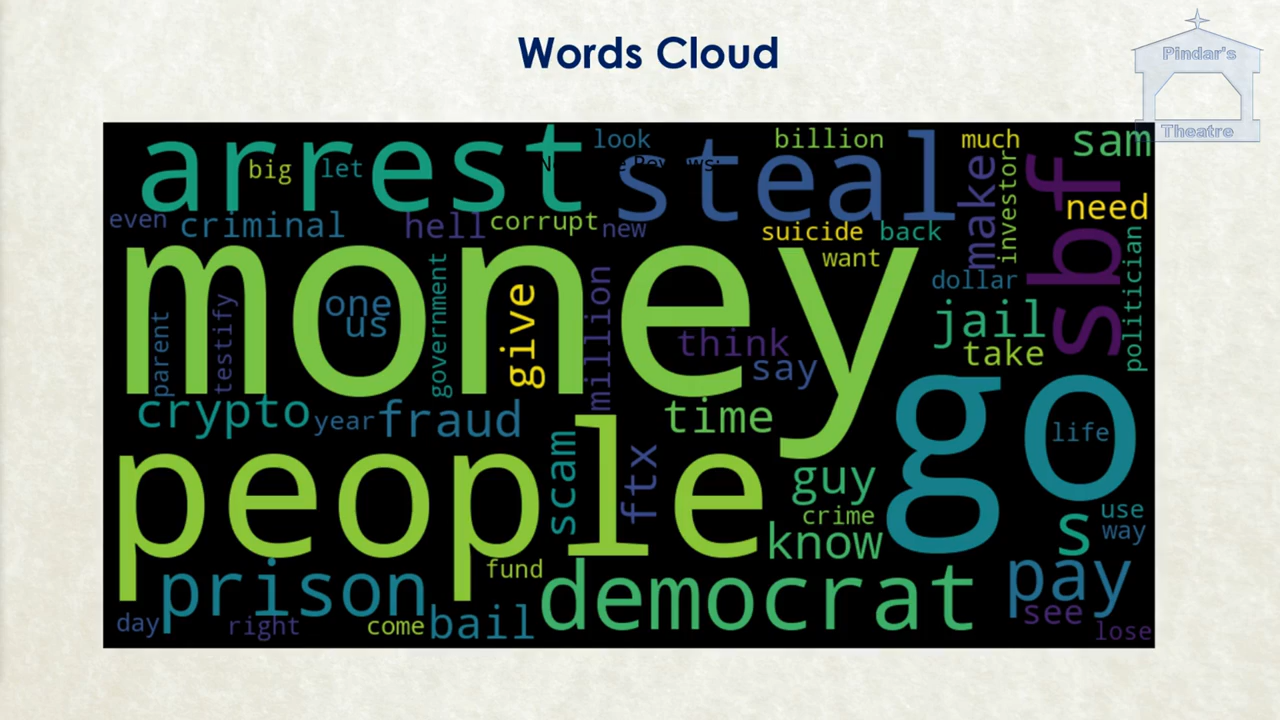 Words Cloud
Pindar's
Theatre
arrest
look
billion
much
sam
big
let
steal
make
investor
sbf
need
even
criminal
hell
corrupt
new
suicide
back
want
money
one
us
government
give
million
think
say
dollar
jail
take
politician
parent
testify
crypto
year
fraud
time
go
life
people
scam
ftx
guy
crime
know
s
use
way
prison
fund
democrat
pay
see
day
right
come
bail
lose